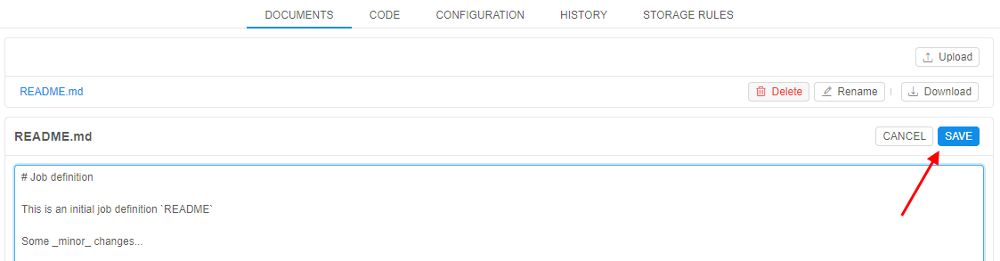 DOCUMENTS CODE CONFIGURATION HISTORY STORAGE RULES
Upload
README.md Delete Rename Download
README.md CANCEL SAVE
# Job definition
This is an initial job definition `README`
Some _minor_ changes...